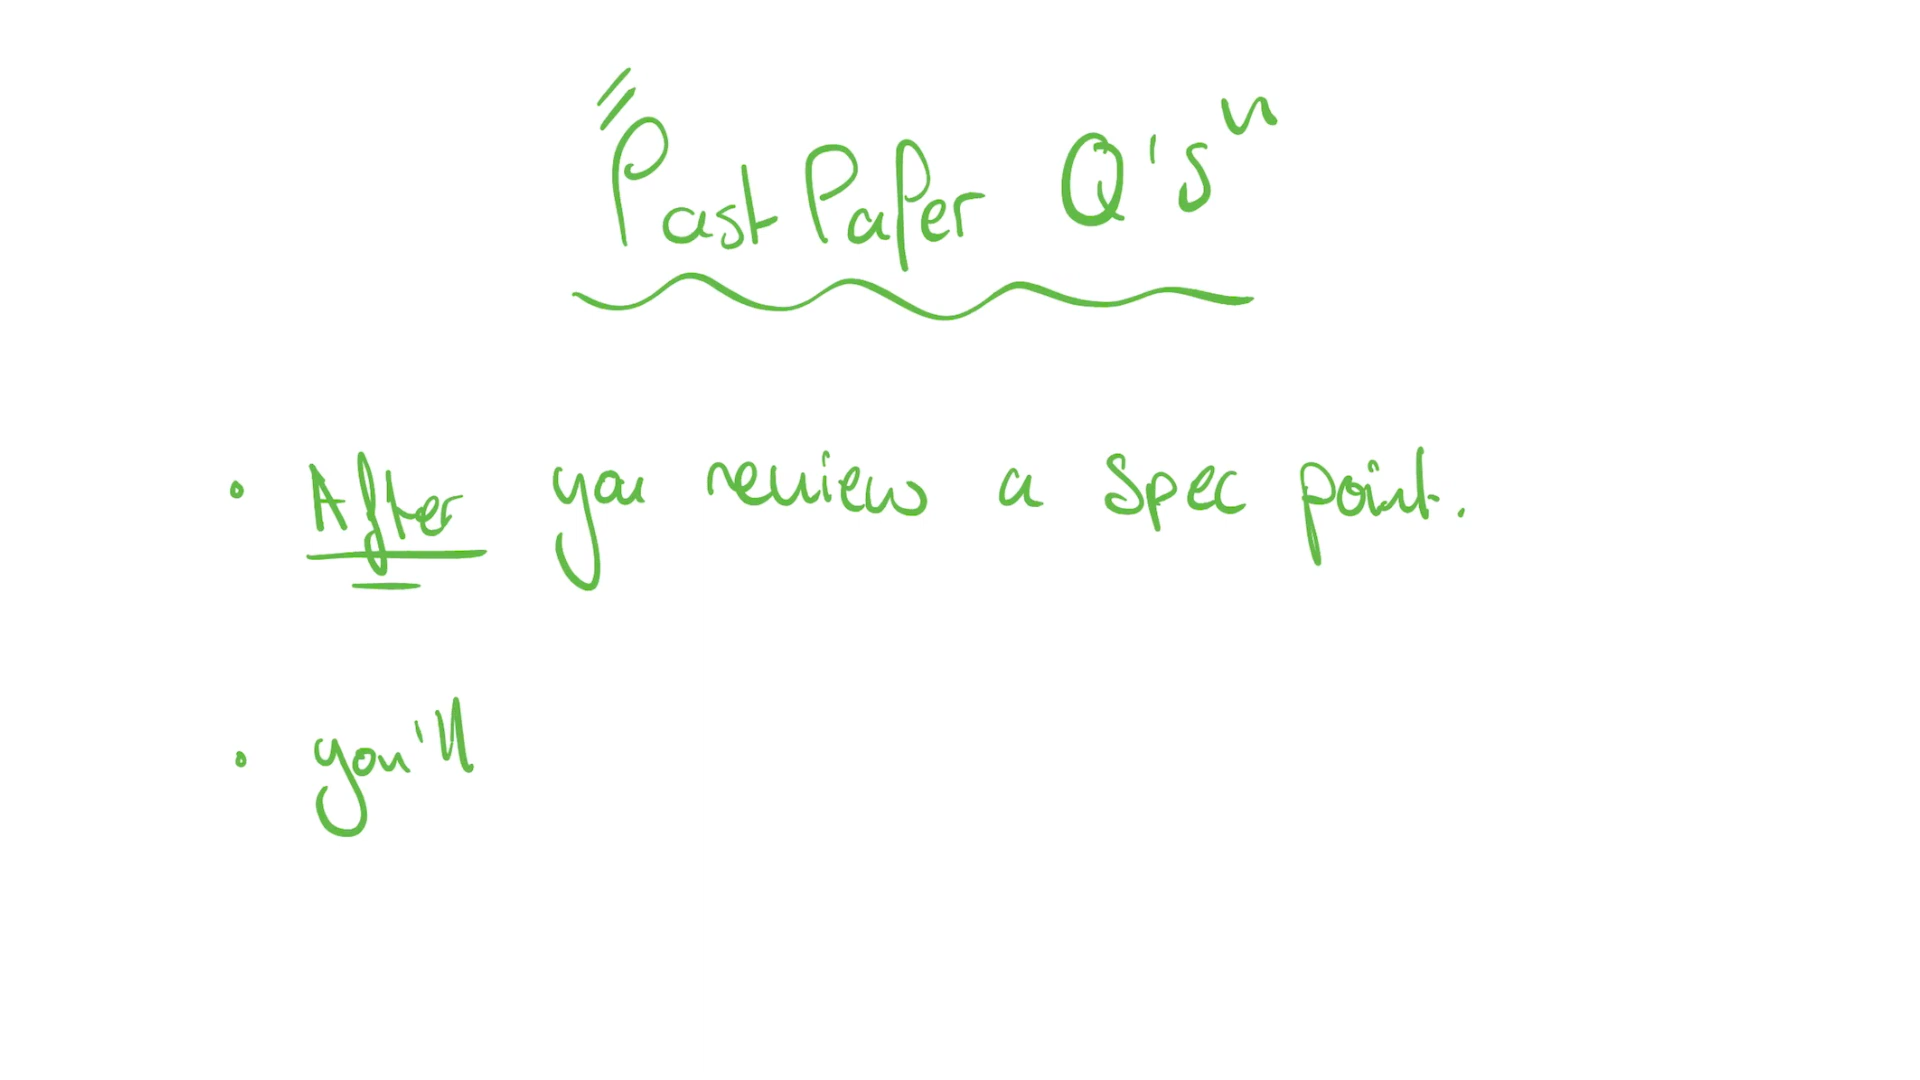 "Past Paper Q's"
• After you review a spec point.
• you'll